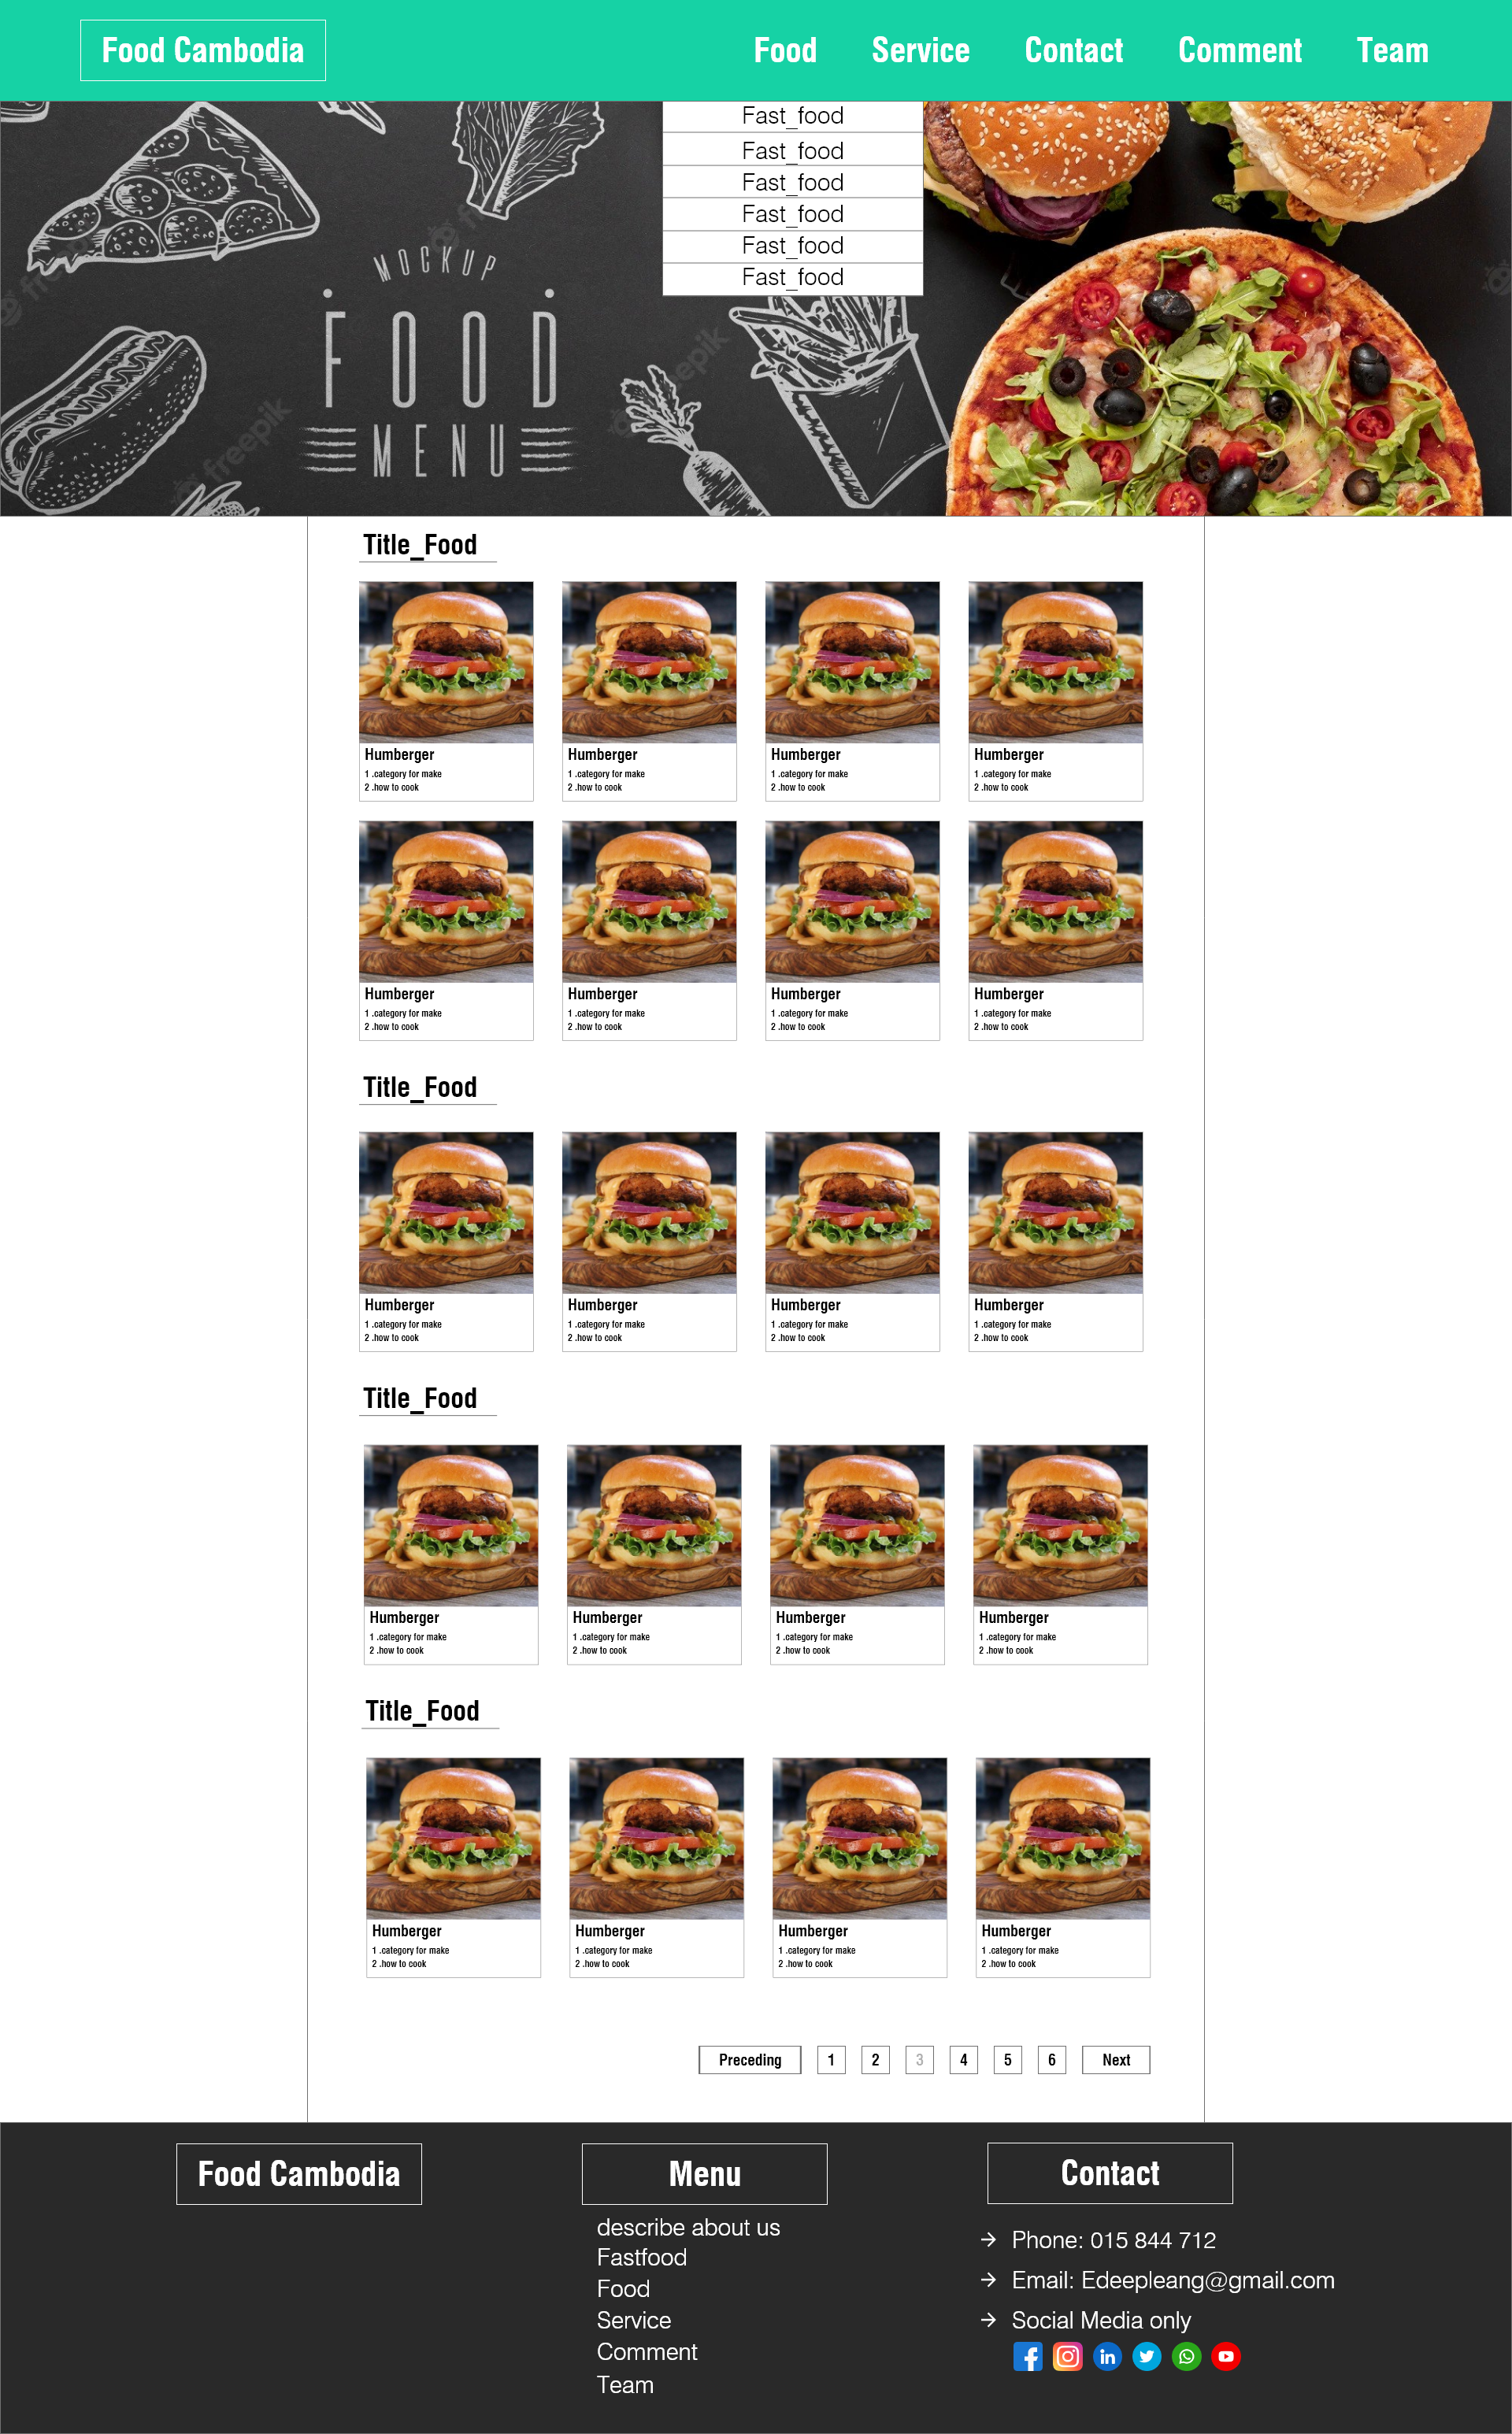 Food Cambodia
Food Service Contact Comment Team
Fast_food
Fast_food
Fast_food
Fast_food
Fast_food
Fast_food
MOCKUP
FOOD
MENU
freepik
freepik
Title_Food
Humberger Humberger Humberger Humberger
1 .category for make 1 .category for make 1 .category for make 1 .category for make
2 .how to cook 2 .how to cook 2 .how to cook 2 .how to cook
Humberger Humberger Humberger Humberger
1 .category for make 1 .category for make 1 .category for make 1 .category for make
2 .how to cook 2 .how to cook 2 .how to cook 2 .how to cook
Title_Food
Humberger Humberger Humberger Humberger
1 .category for make 1 .category for make 1 .category for make 1 .category for make
2 .how to cook 2 .how to cook 2 .how to cook 2 .how to cook
Title_Food
Humberger Humberger Humberger Humberger
1 .category for make 1 .category for make 1 .category for make 1 .category for make
2 .how to cook 2 .how to cook 2 .how to cook 2 .how to cook
Title_Food
Humberger Humberger Humberger Humberger
1 .category for make 1 .category for make 1 .category for make 1 .category for make
2 .how to cook 2 .how to cook 2 .how to cook 2 .how to cook
Preceding 1 2 3 4 5 6 Next
Food Cambodia
Menu
describe about us
Fastfood
Food
Service
Comment
Team
Contact
Phone: 015 844 712
Email: Edeepleang@gmail.com
Social Media only